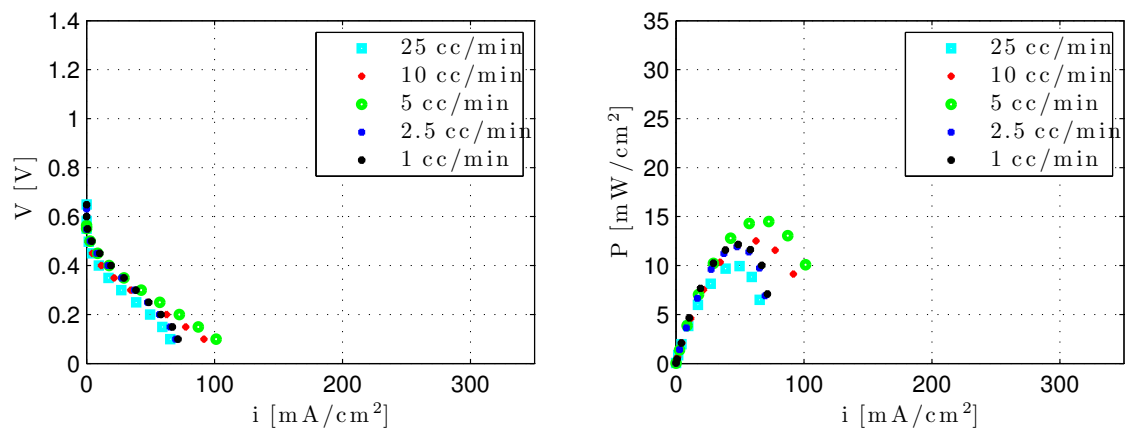 1.4
1.2
1
0.8
0.6
0.4
0.2
0
V [V]
0
100
200
300
i [mA/cm²]
25 cc/min
10 cc/min
5 cc/min
2.5 cc/min
1 cc/min
35
30
25
20
15
10
5
0
P [mW/cm²]
0
100
200
300
i [mA/cm²]
25 cc/min
10 cc/min
5 cc/min
2.5 cc/min
1 cc/min